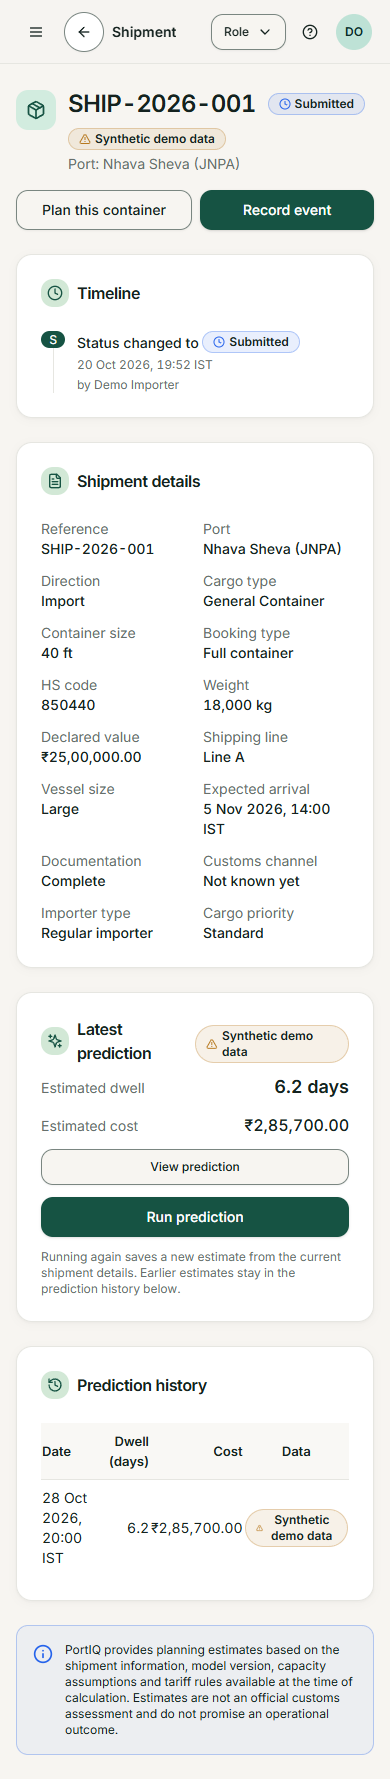 Shipment
Role
DO
SHIP-2026-001
Submitted
Synthetic demo data
Port: Nhava Sheva (JNPA)
Plan this container
Record event
Timeline
S
Status changed to Submitted
20 Oct 2026, 19:52 IST
by Demo Importer
Shipment details
Reference
SHIP-2026-001
Port
Nhava Sheva (JNPA)
Direction
Import
Cargo type
General Container
Container size
40 ft
Booking type
Full container
HS code
850440
Weight
18,000 kg
Declared value
₹25,00,000.00
Shipping line
Line A
Vessel size
Large
Expected arrival
5 Nov 2026, 14:00
IST
Documentation
Complete
Customs channel
Not known yet
Importer type
Regular importer
Cargo priority
Standard
Latest
prediction
Synthetic demo
data
Estimated dwell
6.2 days
Estimated cost
₹2,85,700.00
View prediction
Run prediction
Running again saves a new estimate from the current
shipment details. Earlier estimates stay in the
prediction history below.
Prediction history
Date
Dwell
(days)
Cost
Data
28 Oct
2026,
20:00
IST
6.2
₹2,85,700.00
Synthetic
demo data
PortIQ provides planning estimates based on the
shipment information, model version, capacity
assumptions and tariff rules available at the time of
calculation. Estimates are not an official customs
assessment and do not promise an operational
outcome.